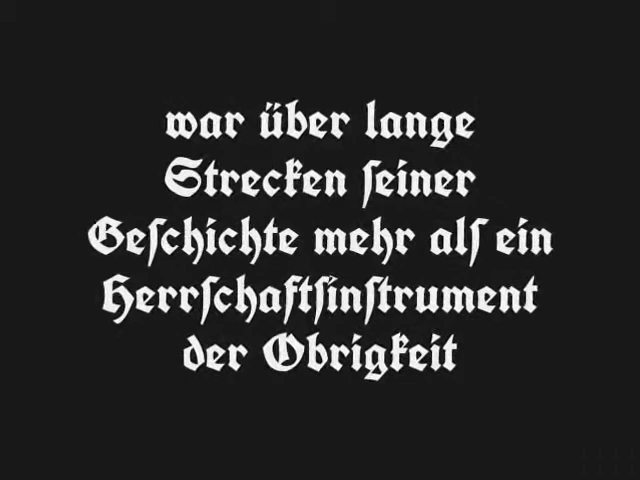 war über lange
Strecken ſeiner
Geſchichte mehr alſ ein
Herrſchaftſinſtrument
der Obrigkeit